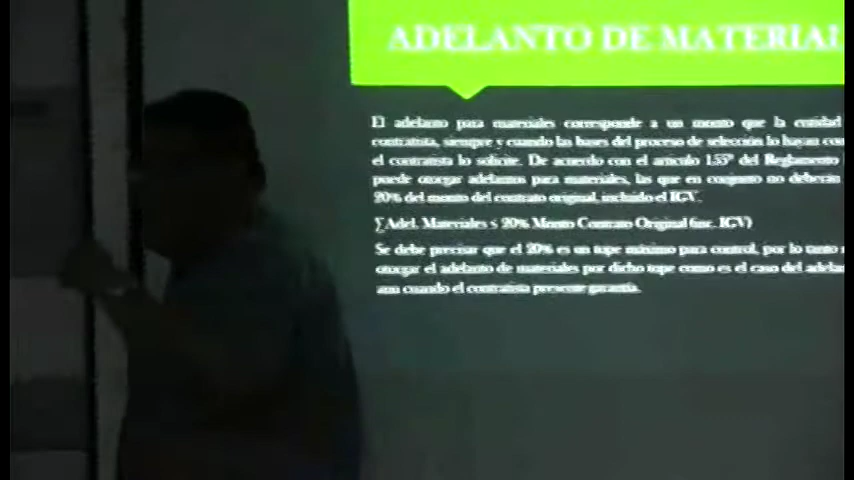 ADELANTO DE MATERIAL
El adelanto para materiales corresponde a un monto que la entidad
contratista, siempre y cuando las bases del proceso de selección lo hayan
el contratista lo solicite. De acuerdo con el artículo 155° del Reglamento
puede otorgar adelantos para materiales, las que en conjunto no deberán
20% del monto del contrato original, incluido el IGV.
∑Adel. Materiales ≤ 20% Monto Contrato Original (inc. IGV)
Se debe precisar que el 20% es un tope máximo para control, por lo tanto
otorgar el adelanto de materiales por dicho tope como es el caso del
aun cuando el contratista presente garantía.